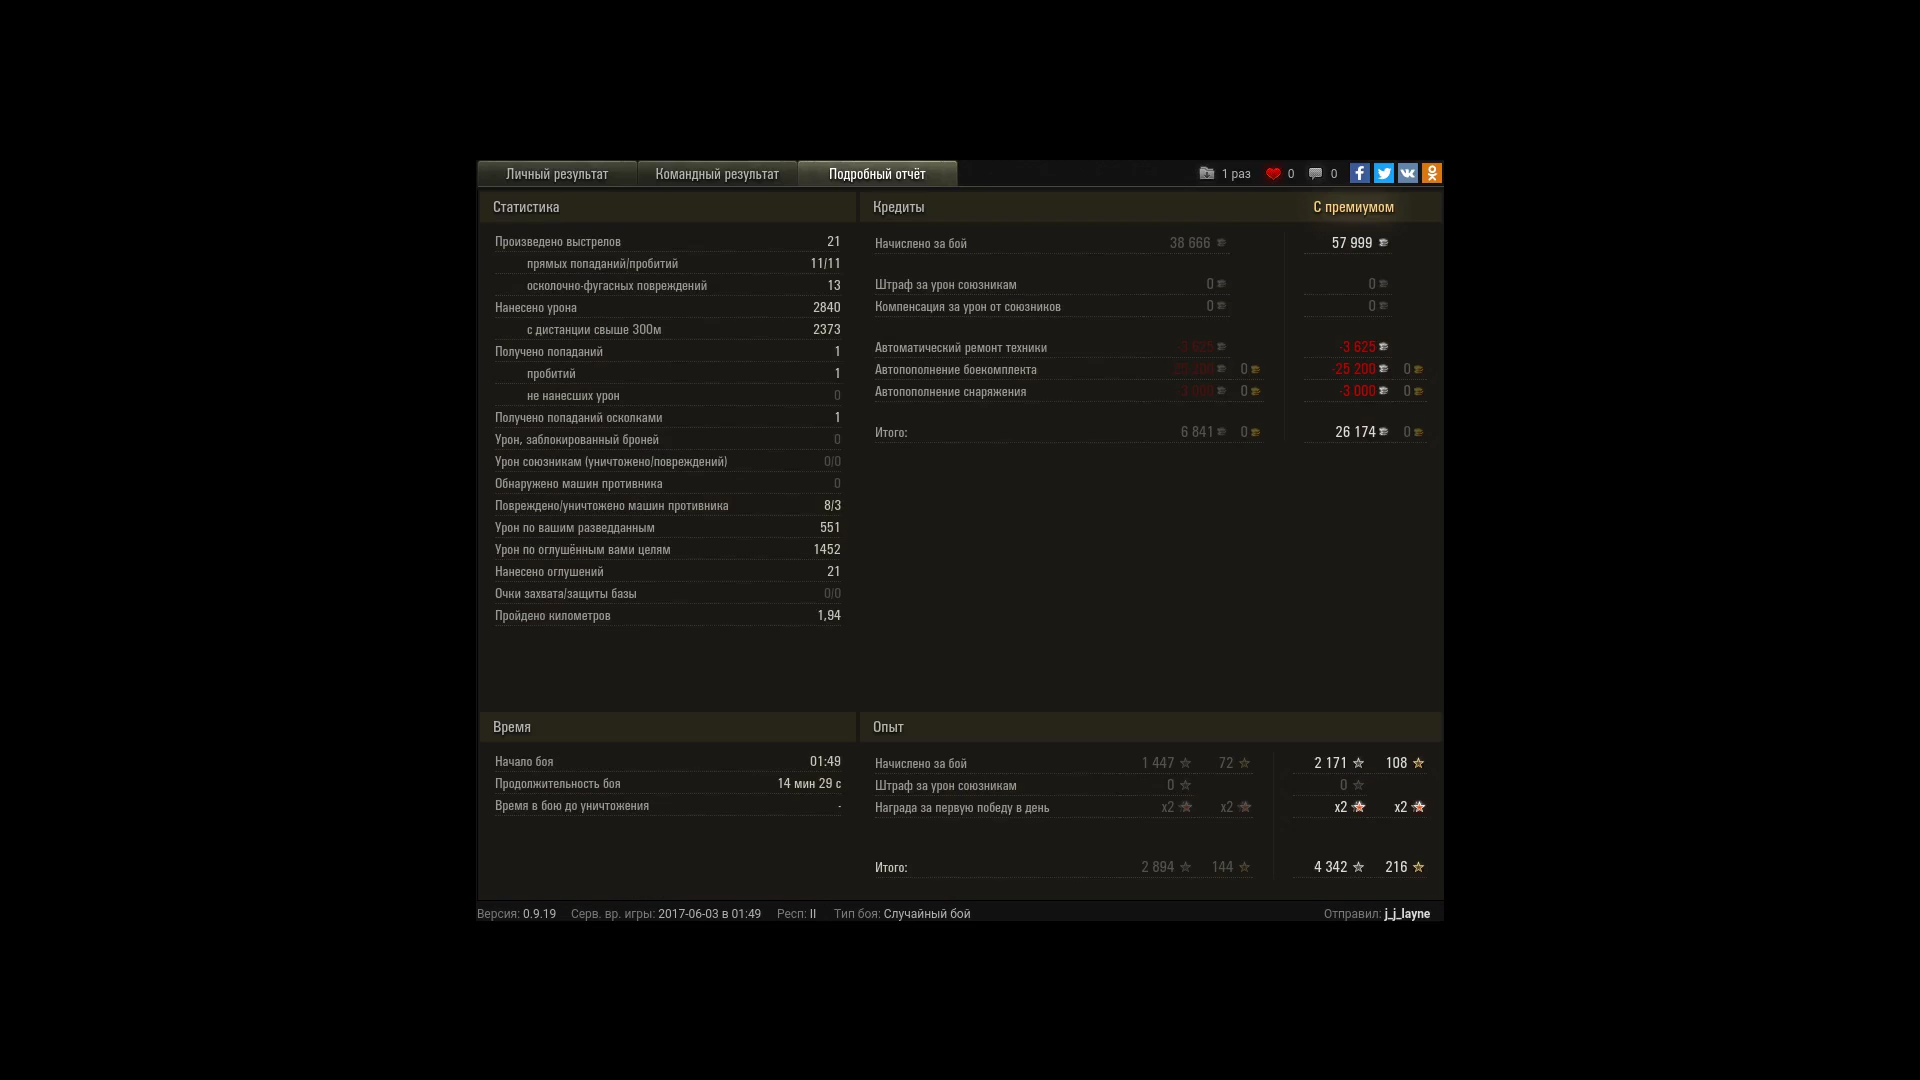 Личный результат Командный результат Подробный отчёт 1 раз 0 0
Статистика
Произведено выстрелов 21
прямых попаданий/пробитий 11/11
осколочно-фугасных повреждений 13
Нанесено урона 2840
с дистанции свыше 300м 2373
Получено попаданий 1
пробитий 1
не нанесших урон 0
Получено попаданий осколками 1
Урон, заблокированный броней 0
Урон союзникам (уничтожено/повреждений) 0/0
Обнаружено машин противника 0
Повреждено/уничтожено машин противника 8/3
Урон по вашим разведданным 551
Урон по оглушённым вами целям 1452
Нанесено оглушений 21
Очки захвата/защиты базы 0/0
Пройдено километров 1,94
Кредиты С премиумом
Начислено за бой 38 666 57 999
Штраф за урон союзникам 0 0
Компенсация за урон от союзников 0 0
Автоматический ремонт техники -3 625 -3 625
Автопополнение боекомплекта -25 200 0 -25 200 0
Автопополнение снаряжения -3 000 0 -3 000 0
Итого: 6 841 0 26 174 0
Время
Начало боя 01:49
Продолжительность боя 14 мин 29 с
Время в бою до уничтожения -
Опыт
Начислено за бой 1 447 72 2 171 108
Штраф за урон союзникам 0 0
Награда за первую победу в день x2 x2 x2 x2
Итого: 2 894 144 4 342 216
Версия: 0.9.19 Серв. вр. игры: 2017-06-03 в 01:49 Респ: II Тип боя: Случайный бой Отправил: j_j_layne